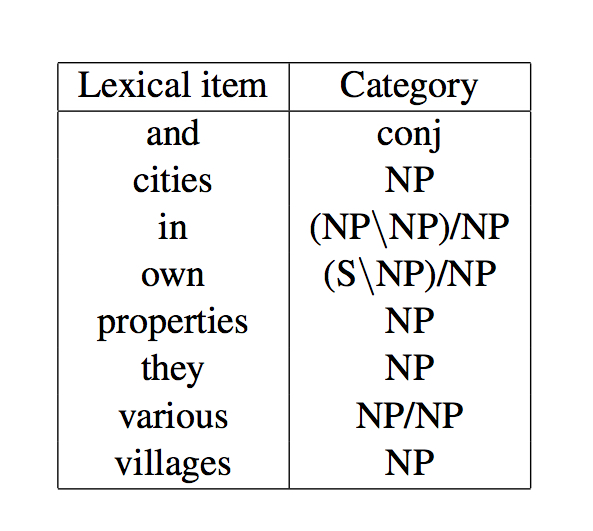 Lexical item Category
and conj
cities NP
in (NP\NP)/NP
own (S\NP)/NP
properties NP
they NP
various NP/NP
villages NP